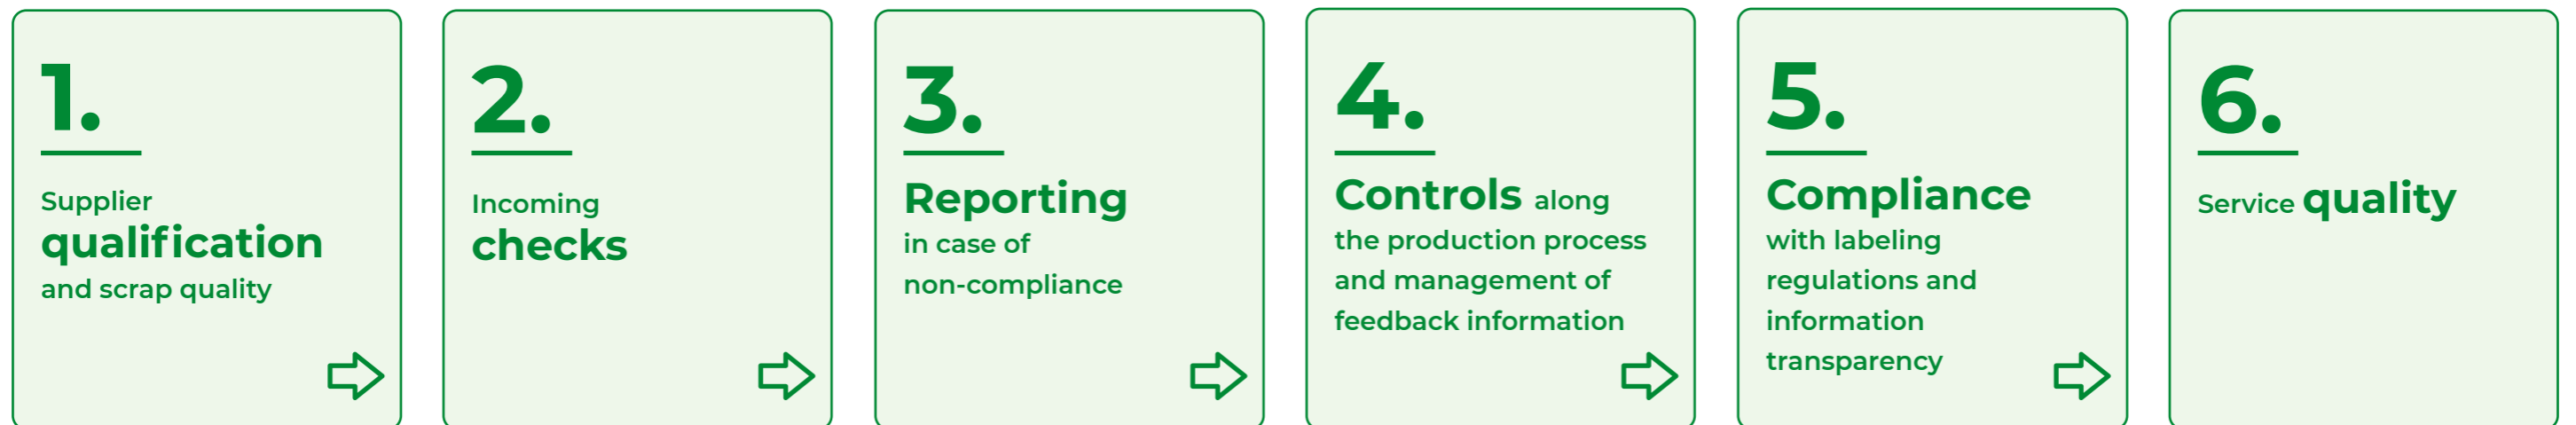 1.
Supplier
qualification
and scrap quality
2.
Incoming
checks
3.
Reporting
in case of
non-compliance
4.
Controls along
the production process
and management of
feedback information
5.
Compliance
with labeling
regulations and
information
transparency
6.
Service quality